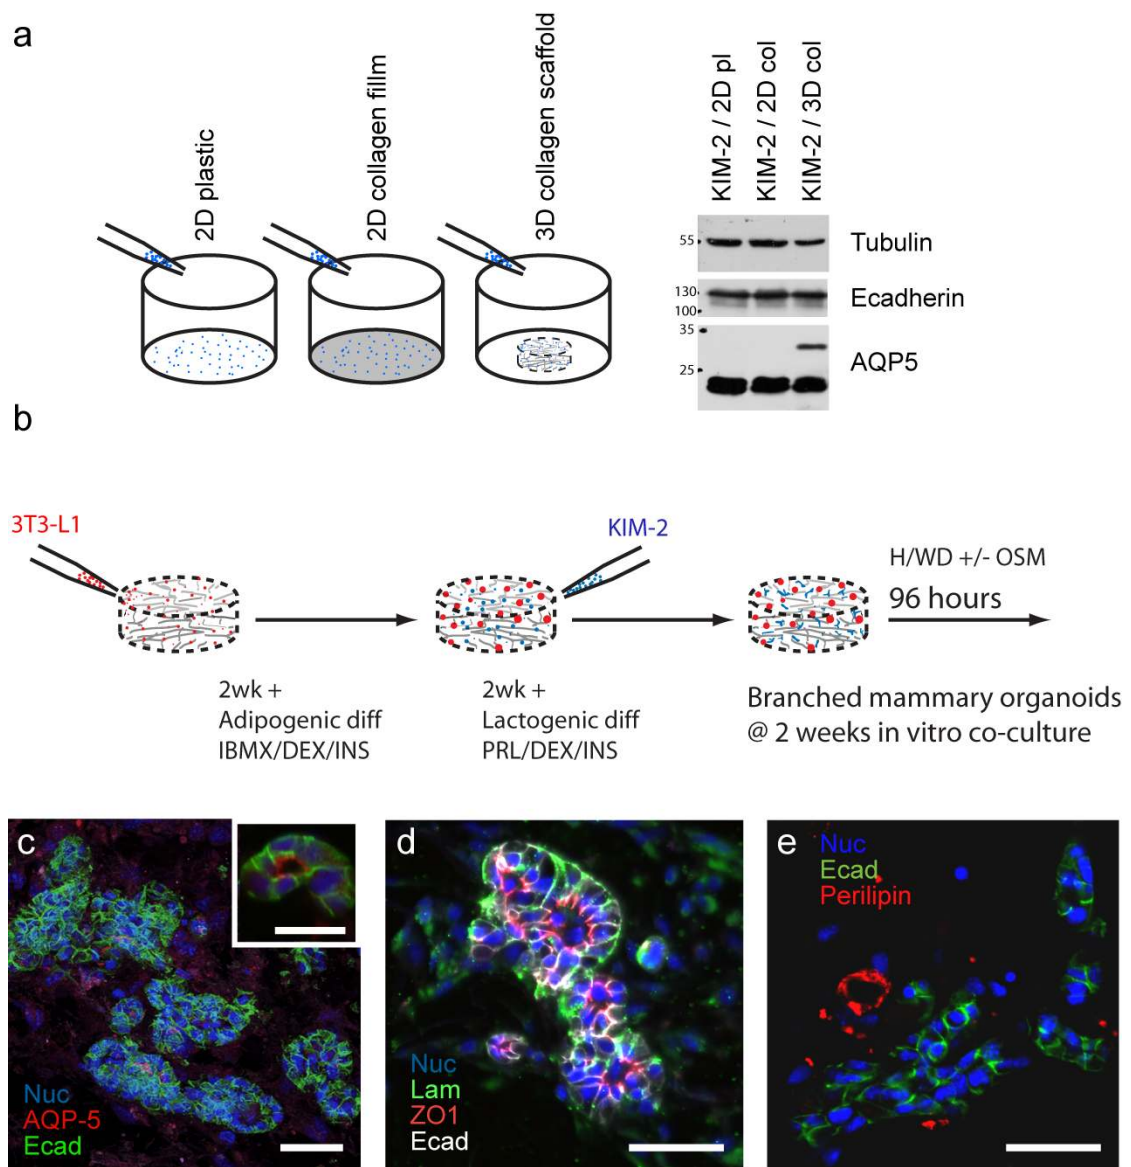 a
2D plastic
2D collagen fillm
3D collagen scaffold
KIM-2 / 2D pl
KIM-2 / 2D col
KIM-2 / 3D col
55
Tubulin
130
100
Ecadherin
35
25
AQP5
b
3T3-L1
KIM-2
H/WD +/- OSM
96 hours
2wk +
Adipogenic diff
IBMX/DEX/INS
2wk +
Lactogenic diff
PRL/DEX/INS
Branched mammary organoids
@ 2 weeks in vitro co-culture
c
Nuc
AQP-5
Ecad
d
Nuc
Lam
ZO1
Ecad
e
Nuc
Ecad
Perilipin